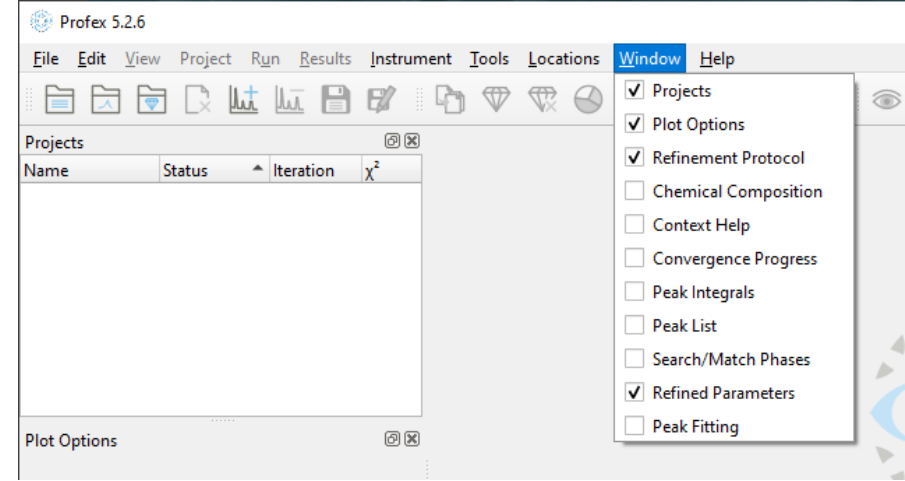 Profex 5.2.6
File Edit View Project Run Results Instrument Tools Locations Window Help
Projects
Name Status Iteration χ²
Plot Options
Projects
Plot Options
Refinement Protocol
Chemical Composition
Context Help
Convergence Progress
Peak Integrals
Peak List
Search/Match Phases
Refined Parameters
Peak Fitting